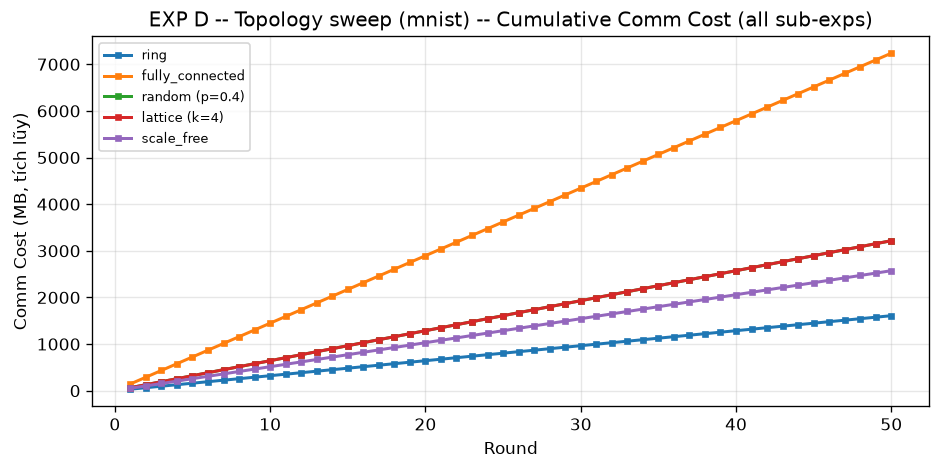 EXP D -- Topology sweep (mnist) -- Cumulative Comm Cost (all sub-exps)
ring
fully_connected
random (p=0.4)
lattice (k=4)
scale_free
Comm Cost (MB, tích lũy)
7000
6000
5000
4000
3000
2000
1000
0
0 10 20 30 40 50
Round